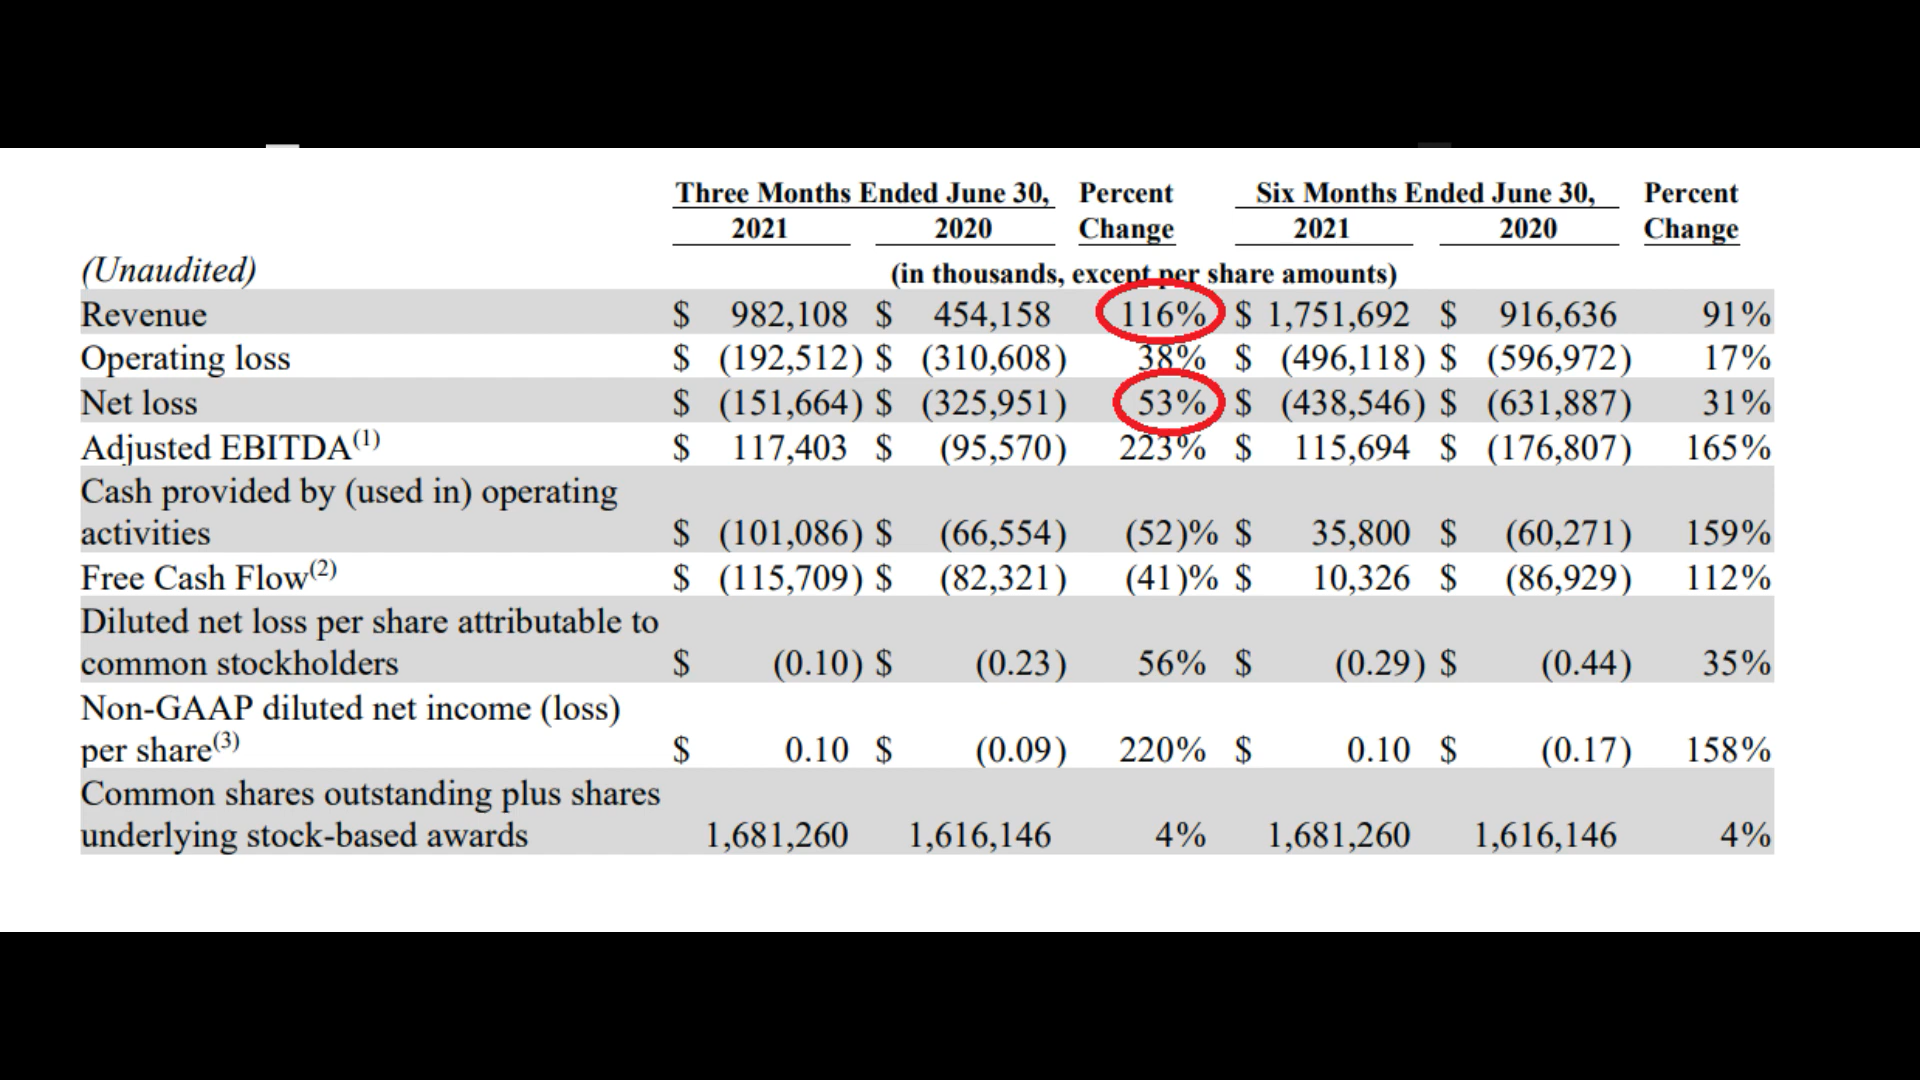 Three Months Ended June 30, Percent Six Months Ended June 30, Percent
2021 2020 Change 2021 2020 Change
(Unaudited) (in thousands, except per share amounts)
Revenue $ 982,108 $ 454,158 116% $ 1,751,692 $ 916,636 91%
Operating loss $ (192,512) $ (310,608) 38% $ (496,118) $ (596,972) 17%
Net loss $ (151,664) $ (325,951) 53% $ (438,546) $ (631,887) 31%
Adjusted EBITDA(1) $ 117,403 $ (95,570) 223% $ 115,694 $ (176,807) 165%
Cash provided by (used in) operating
activities $ (101,086) $ (66,554) (52)% $ 35,800 $ (60,271) 159%
Free Cash Flow(2) $ (115,709) $ (82,321) (41)% $ 10,326 $ (86,929) 112%
Diluted net loss per share attributable to
common stockholders $ (0.10) $ (0.23) 56% $ (0.29) $ (0.44) 35%
Non-GAAP diluted net income (loss)
per share(3) $ 0.10 $ (0.09) 220% $ 0.10 $ (0.17) 158%
Common shares outstanding plus shares
underlying stock-based awards 1,681,260 1,616,146 4% 1,681,260 1,616,146 4%